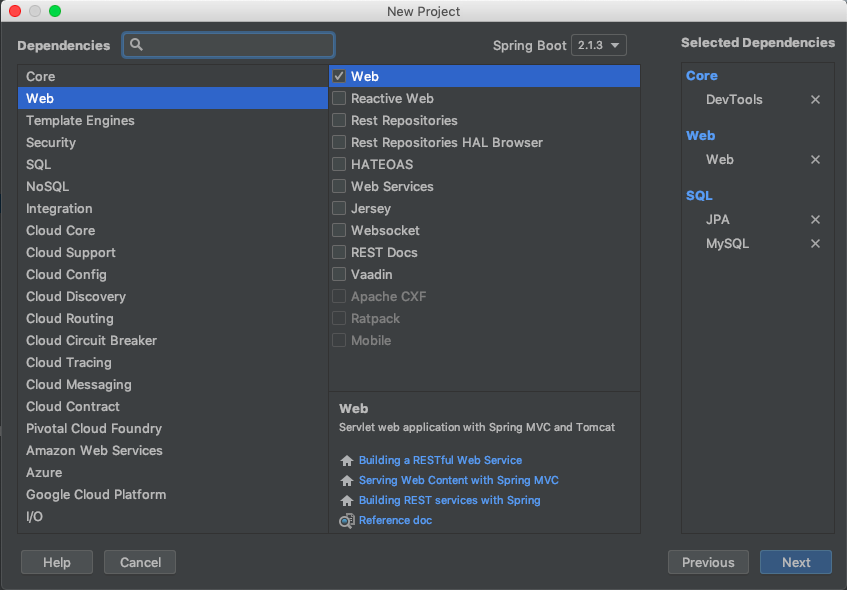 New Project
Dependencies
Spring Boot 2.1.3
Core
Web
Template Engines
Security
SQL
NoSQL
Integration
Cloud Core
Cloud Support
Cloud Config
Cloud Discovery
Cloud Routing
Cloud Circuit Breaker
Cloud Tracing
Cloud Messaging
Cloud Contract
Pivotal Cloud Foundry
Amazon Web Services
Azure
Google Cloud Platform
I/O
Web
Reactive Web
Rest Repositories
Rest Repositories HAL Browser
HATEOAS
Web Services
Jersey
Websocket
REST Docs
Vaadin
Apache CXF
Ratpack
Mobile
Web
Servlet web application with Spring MVC and Tomcat
Building a RESTful Web Service
Serving Web Content with Spring MVC
Building REST services with Spring
Reference doc
Selected Dependencies
Core
DevTools
Web
Web
SQL
JPA
MySQL
Help
Cancel
Previous
Next